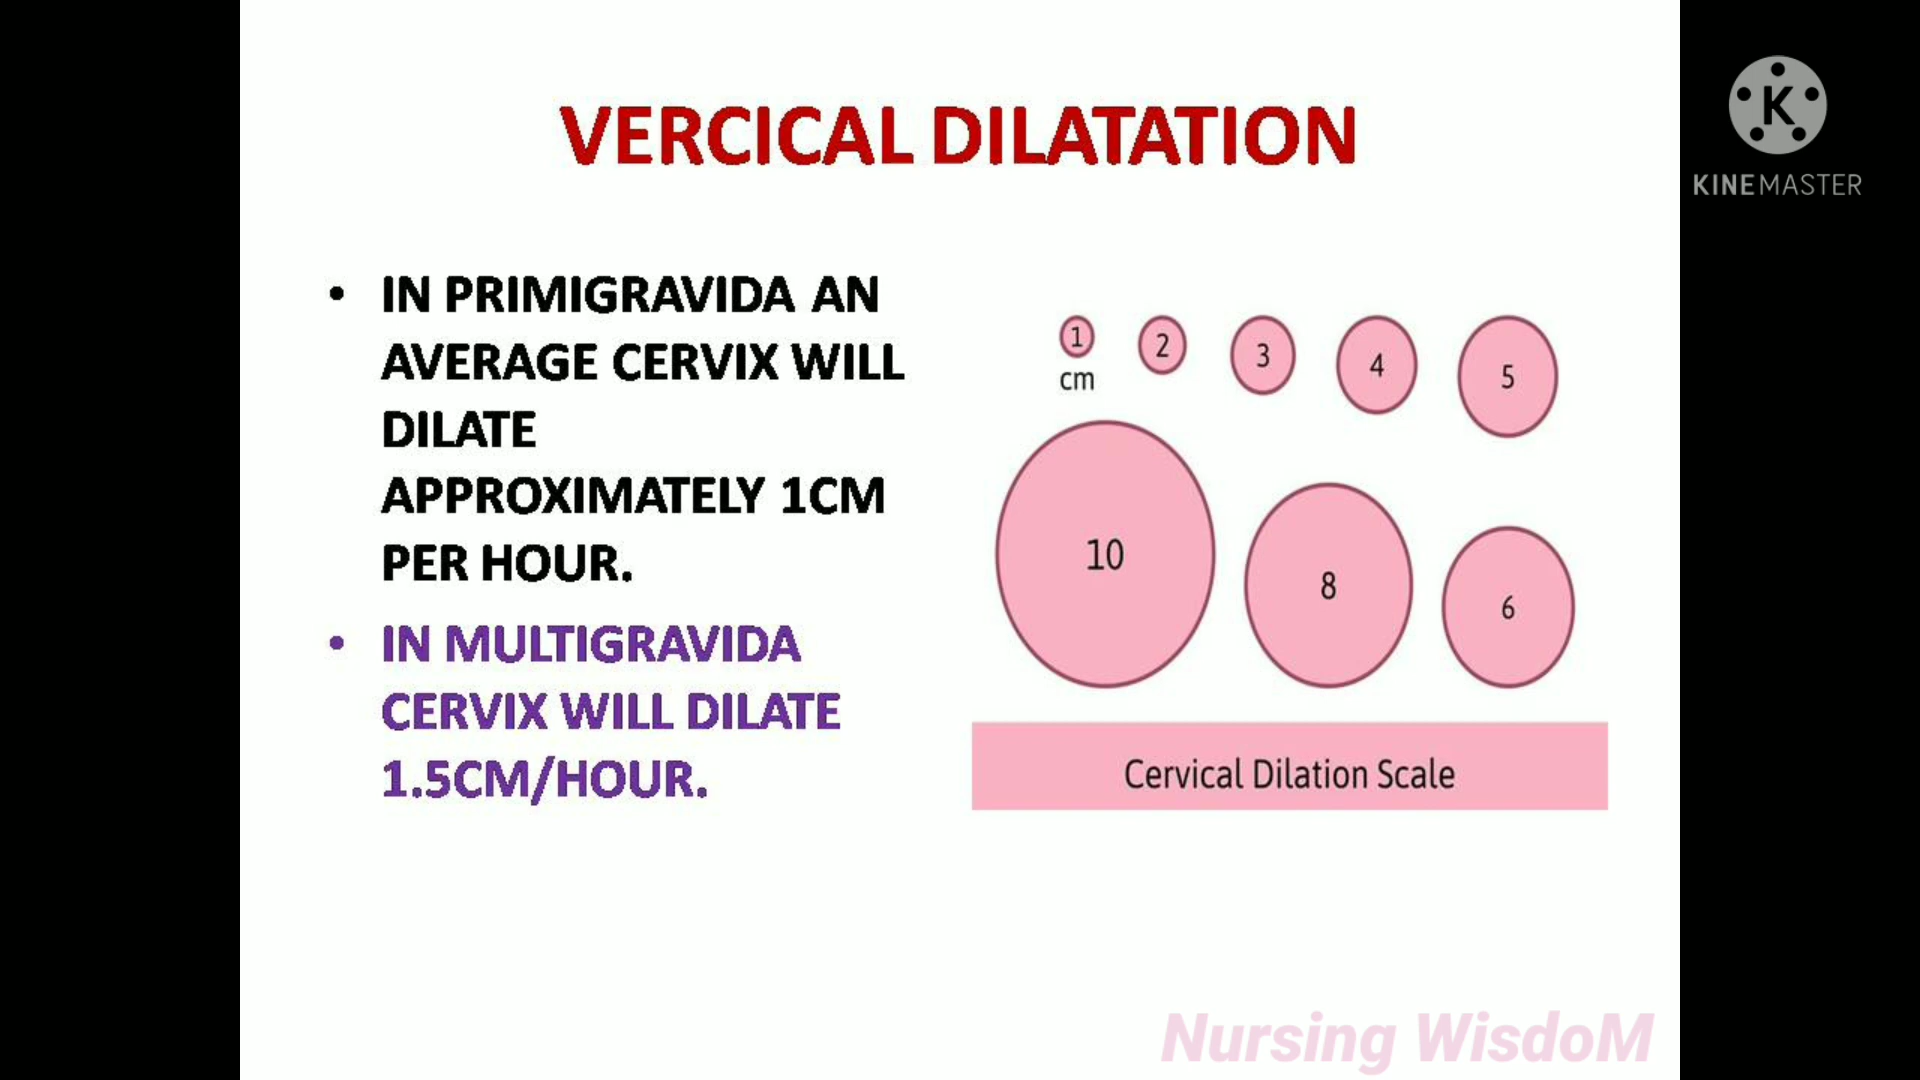 VERCICAL DILATATION
K
KINEMASTER
• IN PRIMIGRAVIDA AN
AVERAGE CERVIX WILL
DILATE
APPROXIMATELY 1CM
PER HOUR.
• IN MULTIGRAVIDA
CERVIX WILL DILATE
1.5CM/HOUR.
1 2 3 4 5
cm
10 8 6
Cervical Dilation Scale
Nursing WisdoM